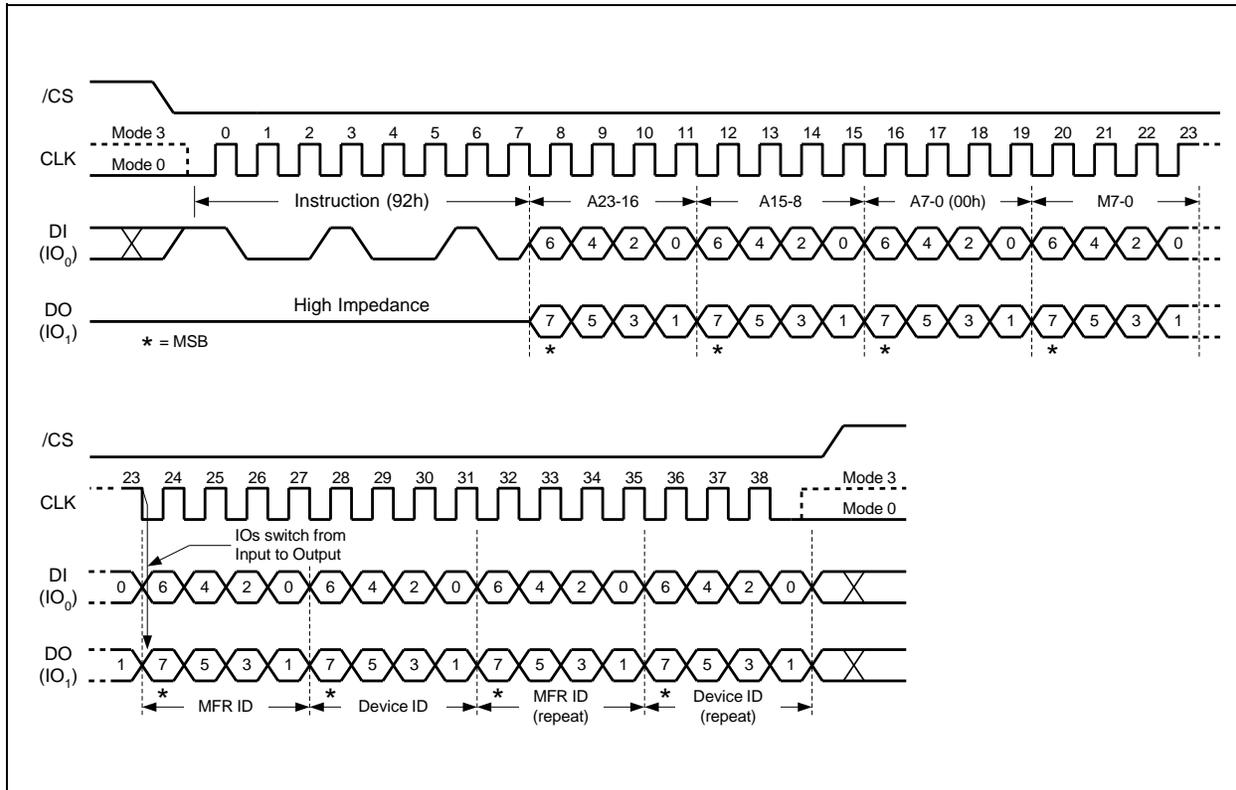 /CS
Mode 3 0 1 2 3 4 5 6 7 8 9 10 11 12 13 14 15 16 17 18 19 20 21 22 23
CLK Mode 0
Instruction (92h) A23-16 A15-8 A7-0 (00h) M7-0
DI
(IO0) 6 4 2 0 6 4 2 0 6 4 2 0 6 4 2 0
High Impedance
DO
(IO1) 7 5 3 1 7 5 3 1 7 5 3 1 7 5 3 1
* = MSB * * * *
/CS
23 24 25 26 27 28 29 30 31 32 33 34 35 36 37 38 Mode 3
CLK Mode 0
IOs switch from
Input to Output
DI
(IO0) 0 6 4 2 0 6 4 2 0 6 4 2 0 6 4 2 0
DO
(IO1) 1 7 5 3 1 7 5 3 1 7 5 3 1 7 5 3 1
* * * *
MFR ID Device ID MFR ID
(repeat) Device ID
(repeat)